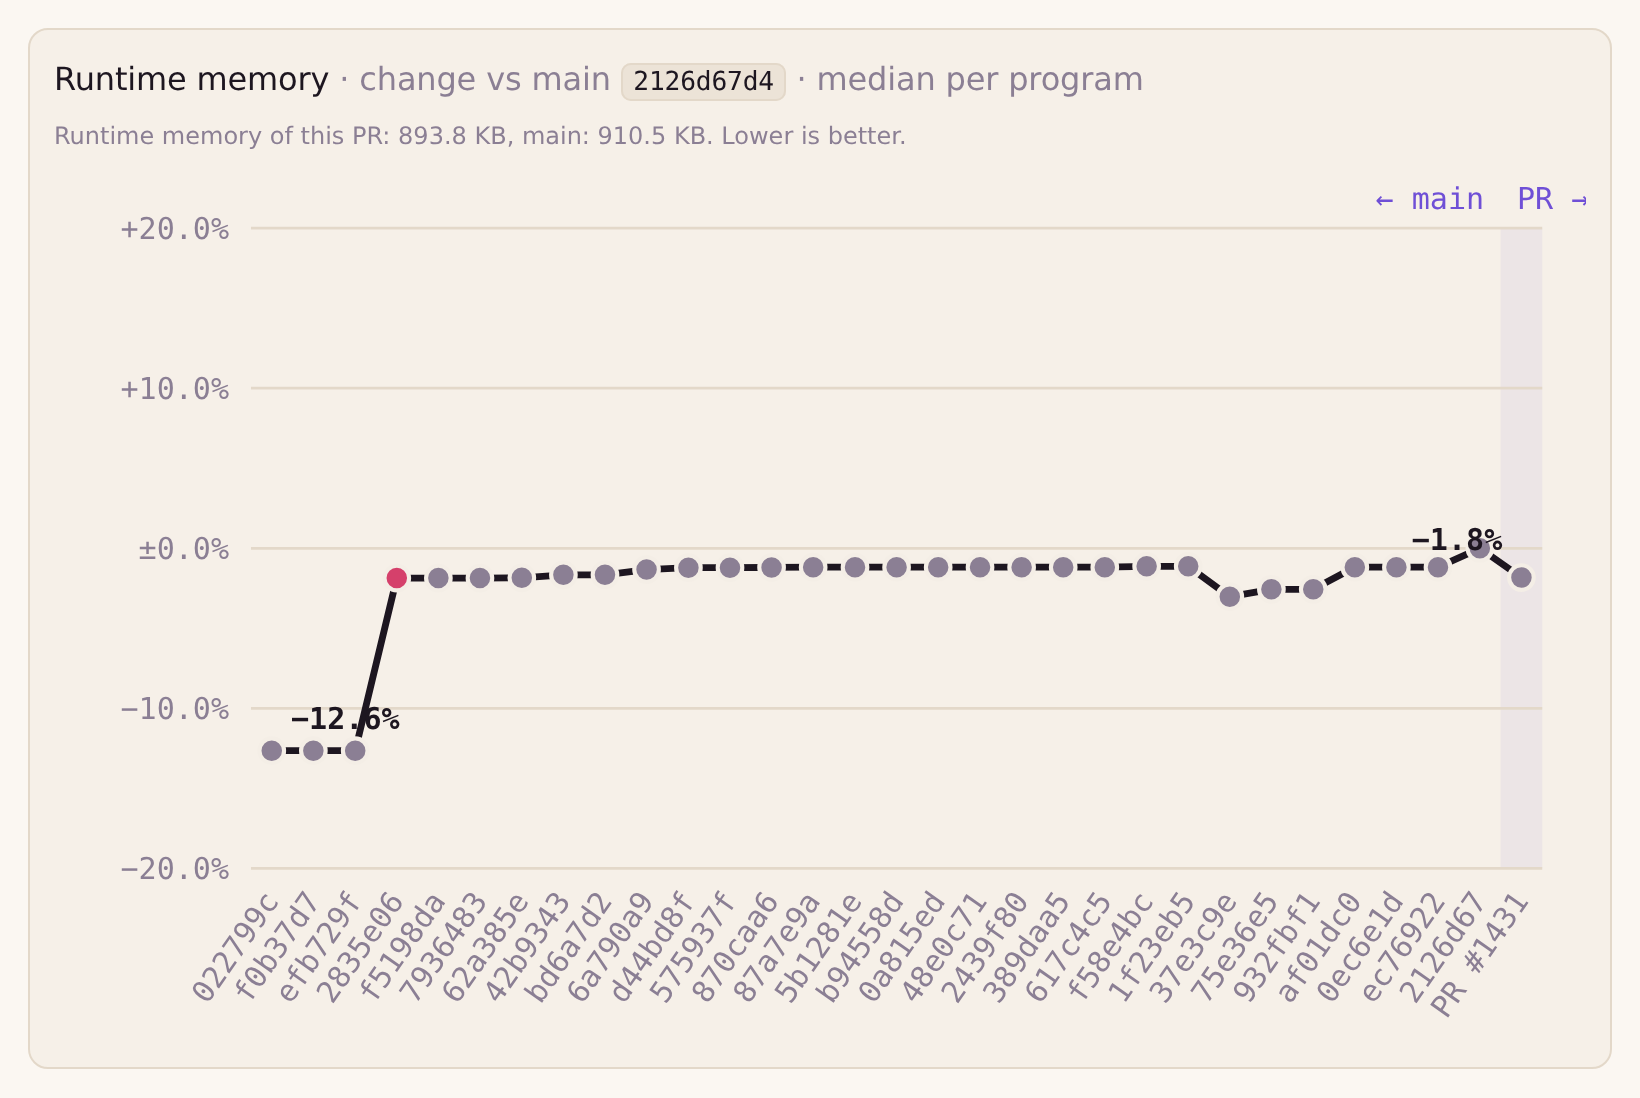 Runtime memory · change vs main 2126d67d4 · median per program
Runtime memory of this PR: 893.8 KB, main: 910.5 KB. Lower is better.
← main PR →
+20.0%
+10.0%
±0.0%
−10.0%
−20.0%
−12.6%
−1.8%
022799c
f0b37d7
efb729f
2835e06
f5198da
7936483
62a385e
42b9343
bd6a7d2
6a790a9
d44bd8f
575937f
870caa6
87a7e9a
5b1281e
b94558d
0a815ed
48e0c71
2439f80
389daa5
617c4c5
f58e4bc
1f23eb5
37e3c9e
75e36e5
932fbf1
af01dc0
0ec6e1d
ec76922
2126d67
PR #1431